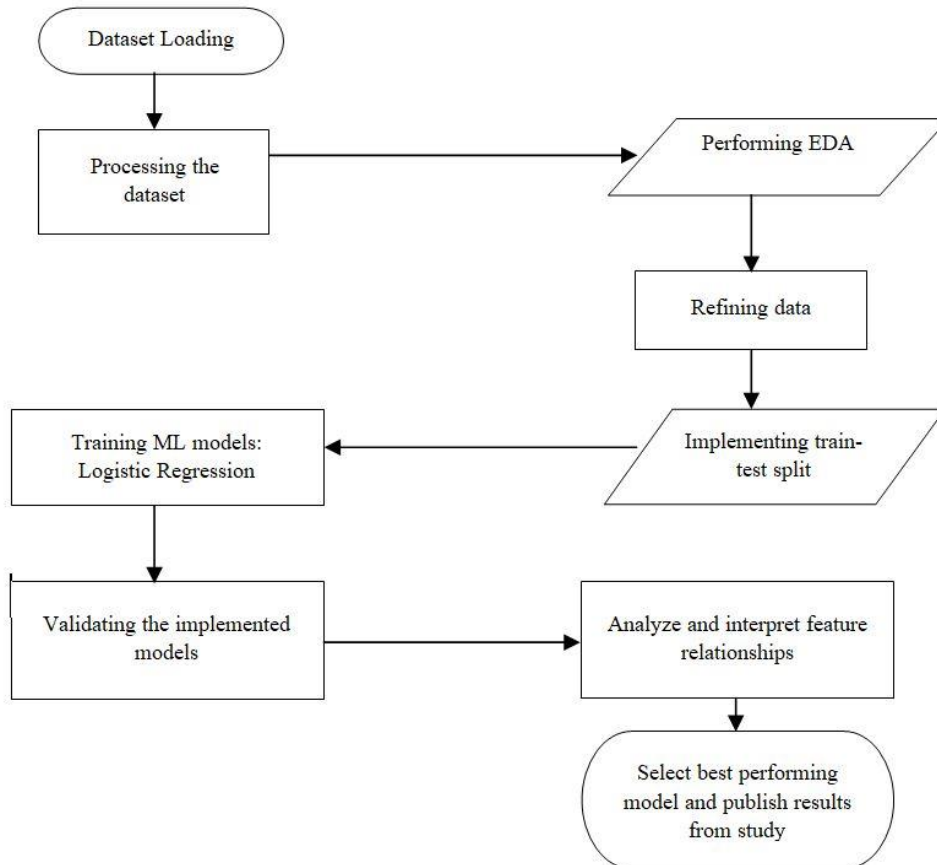 Dataset Loading
Processing the
dataset
Performing EDA
Refining data
Implementing train-
test split
Training ML models:
Logistic Regression
Validating the implemented
models
Analyze and interpret feature
relationships
Select best performing
model and publish results
from study